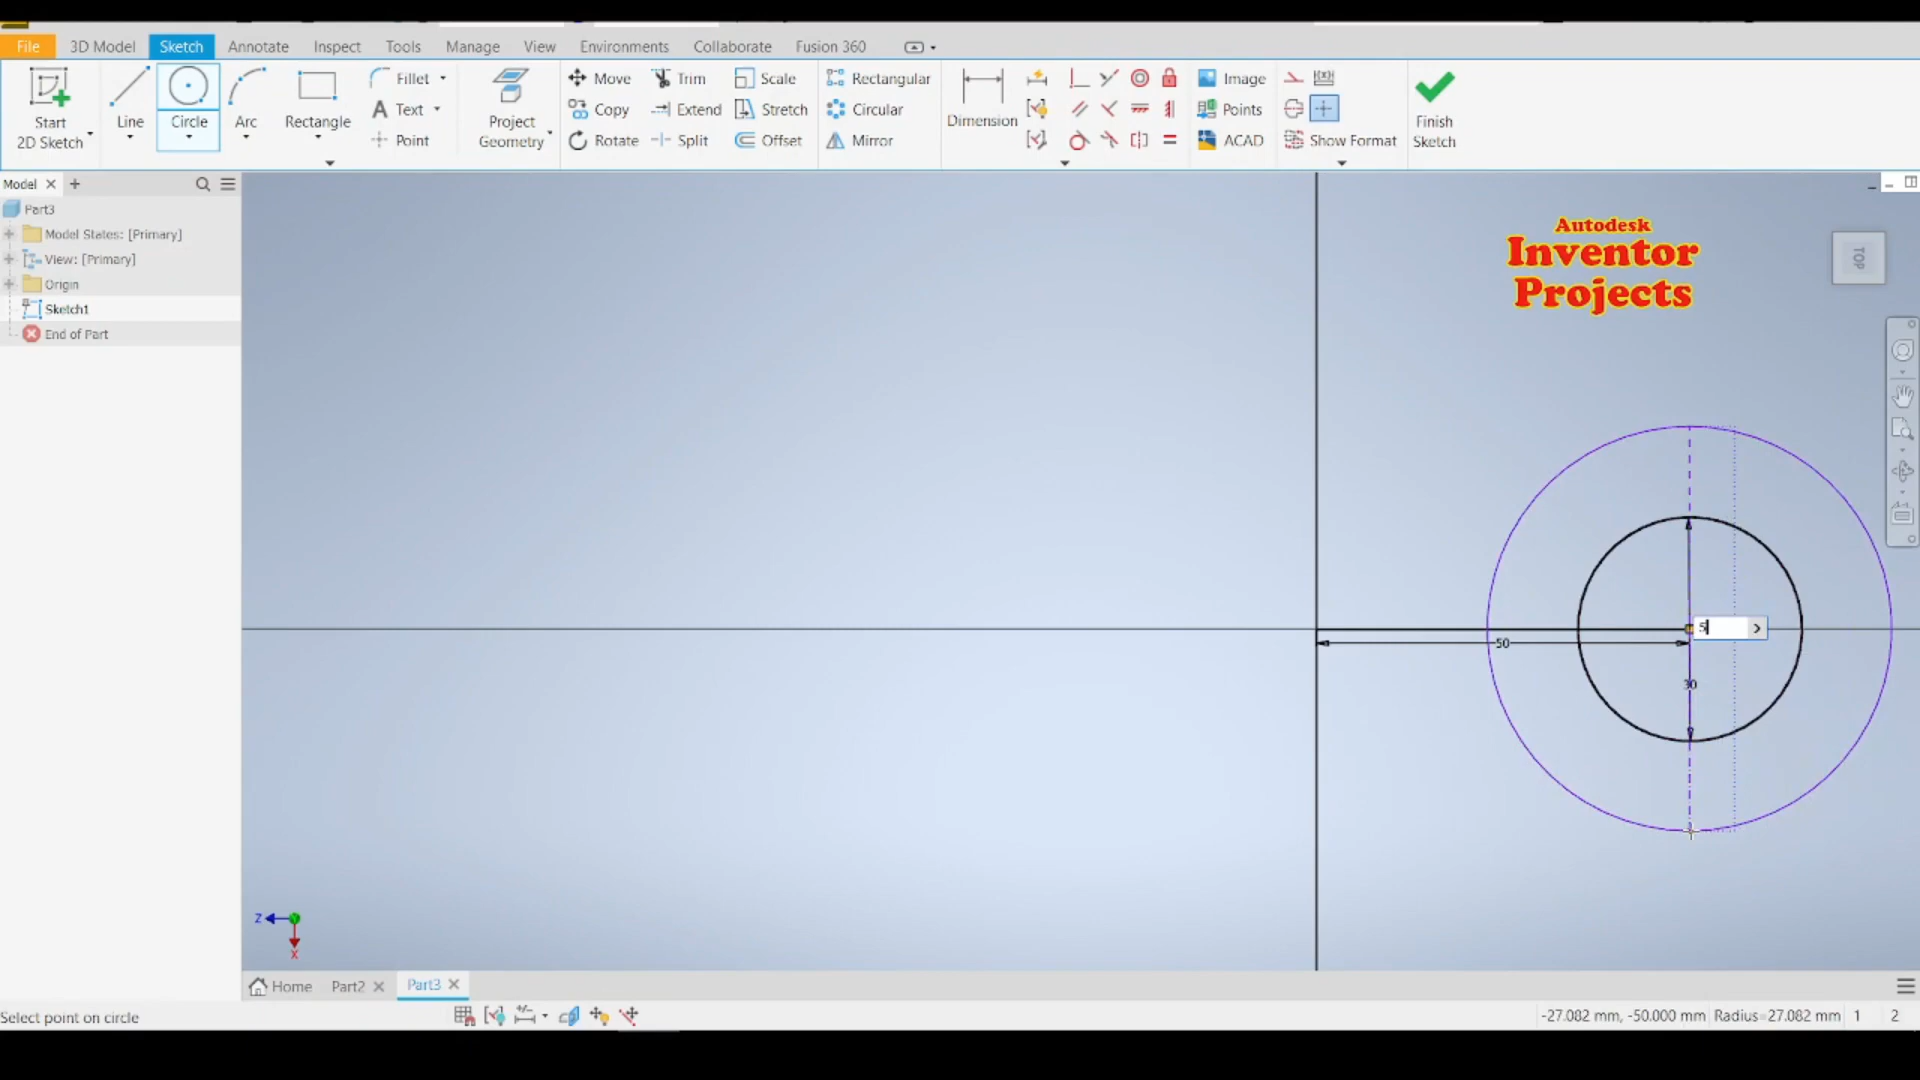 File 3D Model Sketch Annotate Inspect Tools Manage View Environments Collaborate Fusion 360
Start
2D Sketch
Line
Circle
Arc
Rectangle
Fillet
Text
Point
Project
Geometry
Move
Copy
Rotate
Trim
Extend
Split
Scale
Stretch
Offset
Rectangular
Circular
Mirror
Dimension
Image
Points
ACAD
Show Format
Finish
Sketch
Model
Part3
Model States: [Primary]
View: [Primary]
Origin
Sketch1
End of Part
Autodesk
Inventor
Projects
TOP
5
50
30
Z
X
Home Part2 Part3
Select point on circle
-27.082 mm, -50.000 mm Radius=27.082 mm 1 2